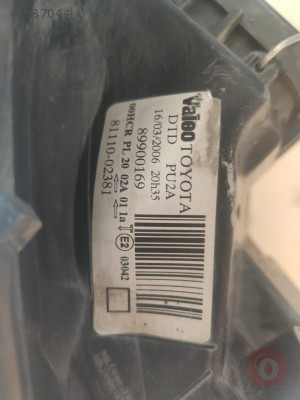 Valeo TOYOTA
DTD PU2A
16/03/2006 20h35
89900169
00HCR PL 20 02A 01 1a E2 03042
81110-02381